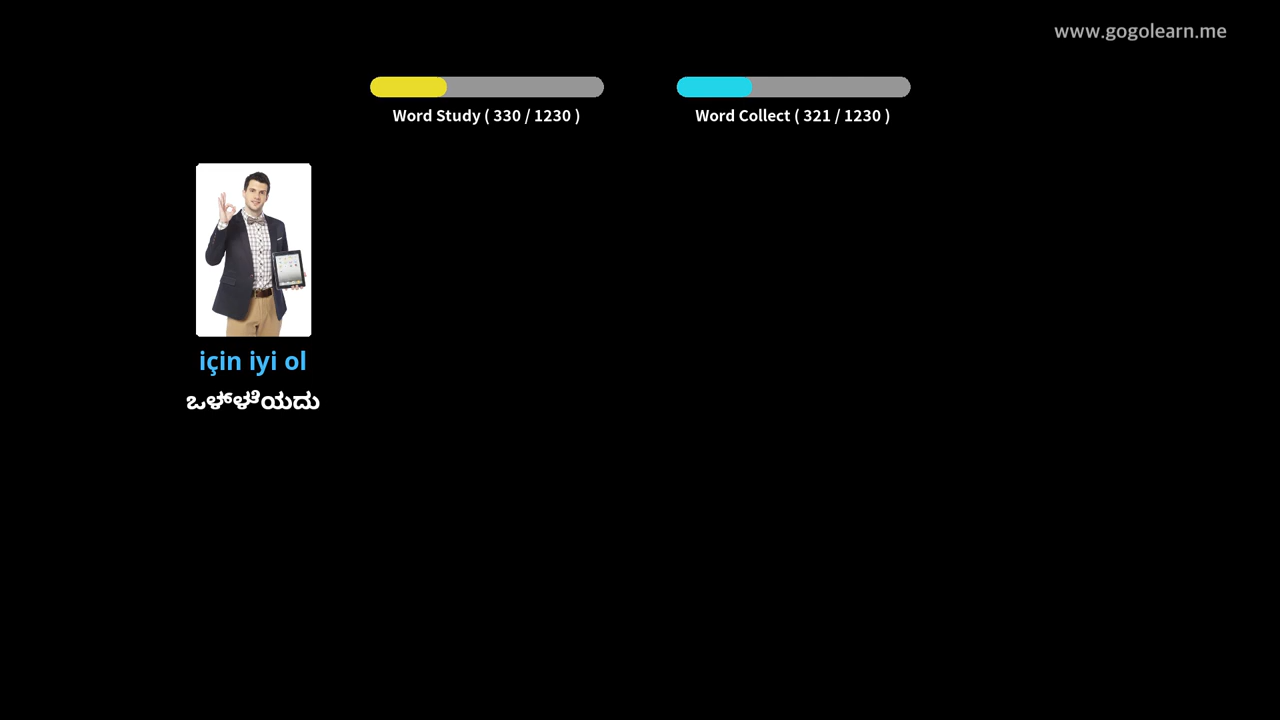 www.gogolearn.me
Word Study ( 330 / 1230 )
Word Collect ( 321 / 1230 )
için iyi ol
ಒಳ್ಳೆಯದು